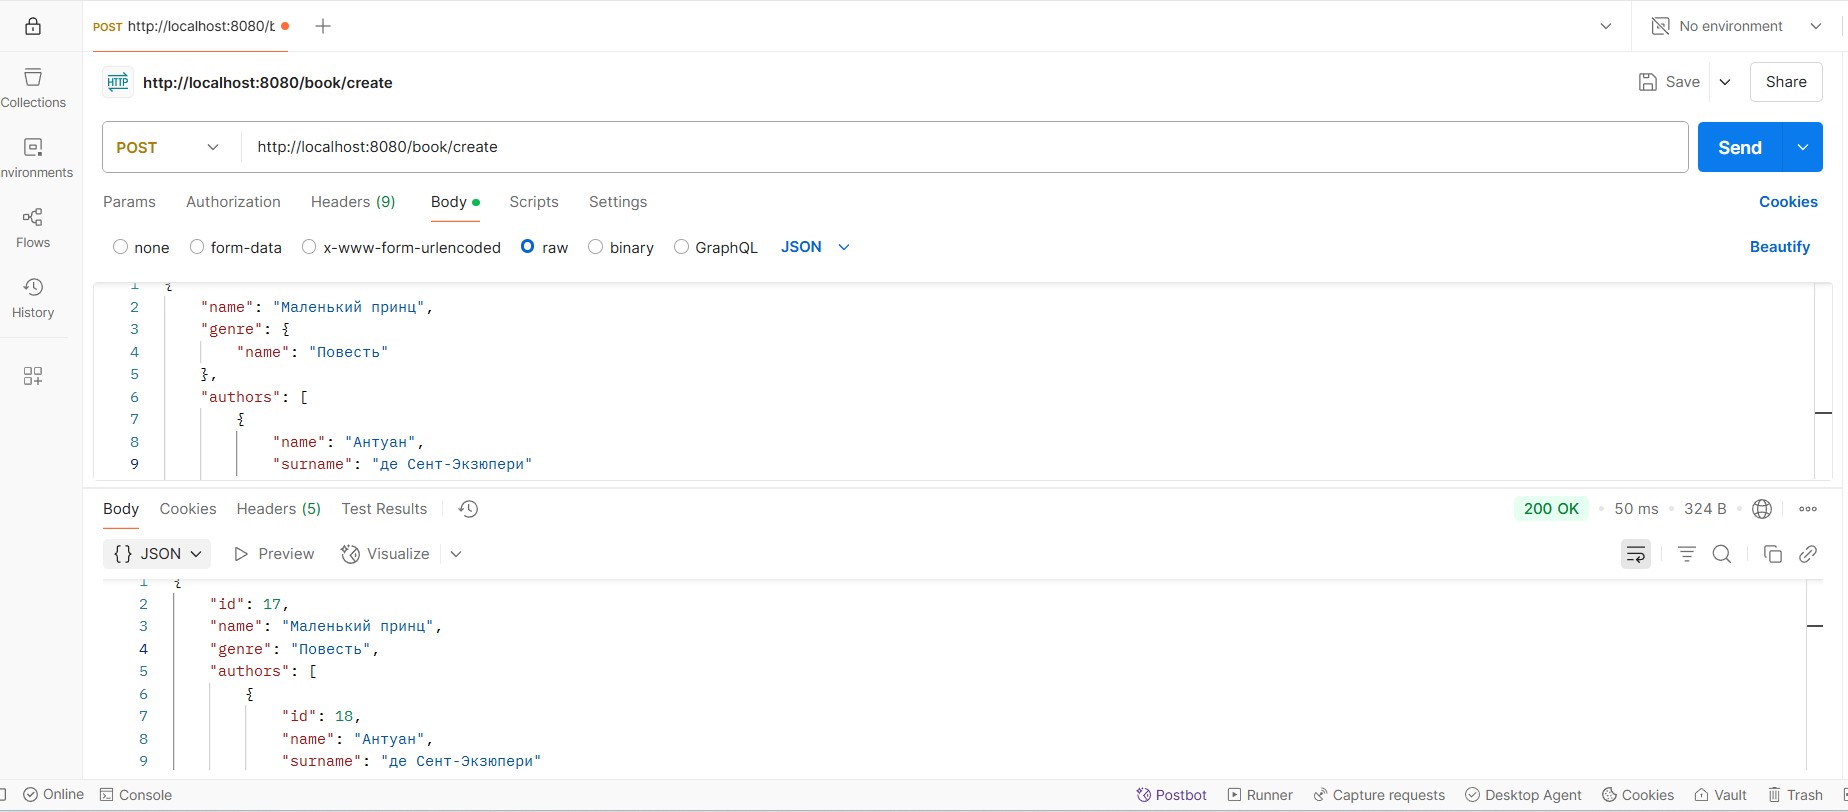 POST http://localhost:8080/b
No environment
Collections
nvironments
Flows
History
HTTP http://localhost:8080/book/create
Save
Share
POST http://localhost:8080/book/create
Send
Params Authorization Headers (9) Body Scripts Settings
Cookies
none form-data x-www-form-urlencoded raw binary GraphQL JSON
Beautify
1 {
2 "name": "Маленький принц",
3 "genre": {
4 "name": "Повесть"
5 },
6 "authors": [
7 {
8 "name": "Антуан",
9 "surname": "де Сент-Экзюпери"
Body Cookies Headers (5) Test Results
200 OK • 50 ms • 324 B
{} JSON Preview Visualize
1 {
2 "id": 17,
3 "name": "Маленький принц",
4 "genre": "Повесть",
5 "authors": [
6 {
7 "id": 18,
8 "name": "Антуан",
9 "surname": "де Сент-Экзюпери"
Online Console
Postbot Runner Capture requests Desktop Agent Cookies Vault Trash